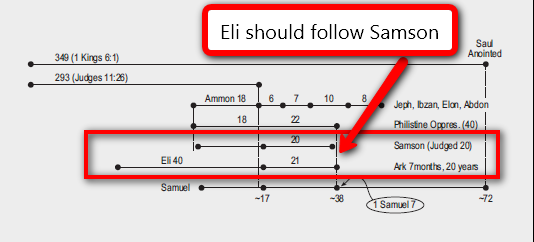 Eli should follow Samson
349 (1 Kings 6:1)
Saul
Anointed
293 (Judges 11:26)
Ammon 18 6 7 10 8 Jeph, Ibzan, Elon, Abdon
18 22 Philistine Oppres. (40)
20 Samson (Judged 20)
Eli 40 21 Ark 7months, 20 years
Samuel
~17 ~38 1 Samuel 7 ~72